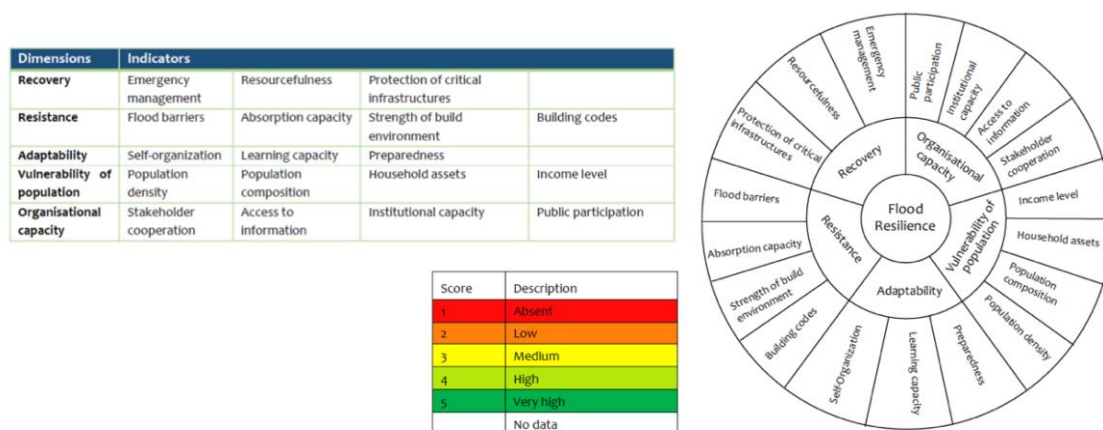 Dimensions Indicators
Recovery Emergency Resourcefulness Protection of critical
management infrastructures
Resistance Flood barriers Absorption capacity Strength of build Building codes
environment
Adaptability Self-organization Learning capacity Preparedness
Vulnerability of Population Population Household assets Income level
population density composition
Organisational Stakeholder Access to Institutional capacity Public participation
capacity cooperation information
Score Description
1 Absent
2 Low
3 Medium
4 High
5 Very high
No data
Flood
Resilience
Recovery
Organisational
capacity
Vulnerability of
population
Adaptability
Resistance
Emergency
management
Public
participation
Institutional
capacity
Access to
information
Stakeholder
cooperation
Income level
Household assets
Population
composition
Population density
Preparedness
Learning capacity
Self-Organization
Building codes
Strength of build
environment
Absorption capacity
Flood barriers
Protection of critical
infrastructures
Resourcefulness